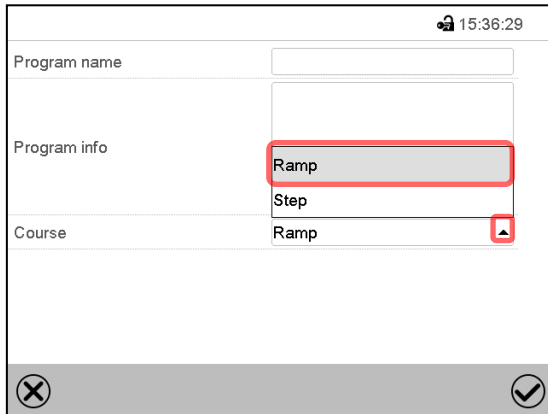 15:36:29
Program name
Program info
Ramp
Step
Course
Ramp